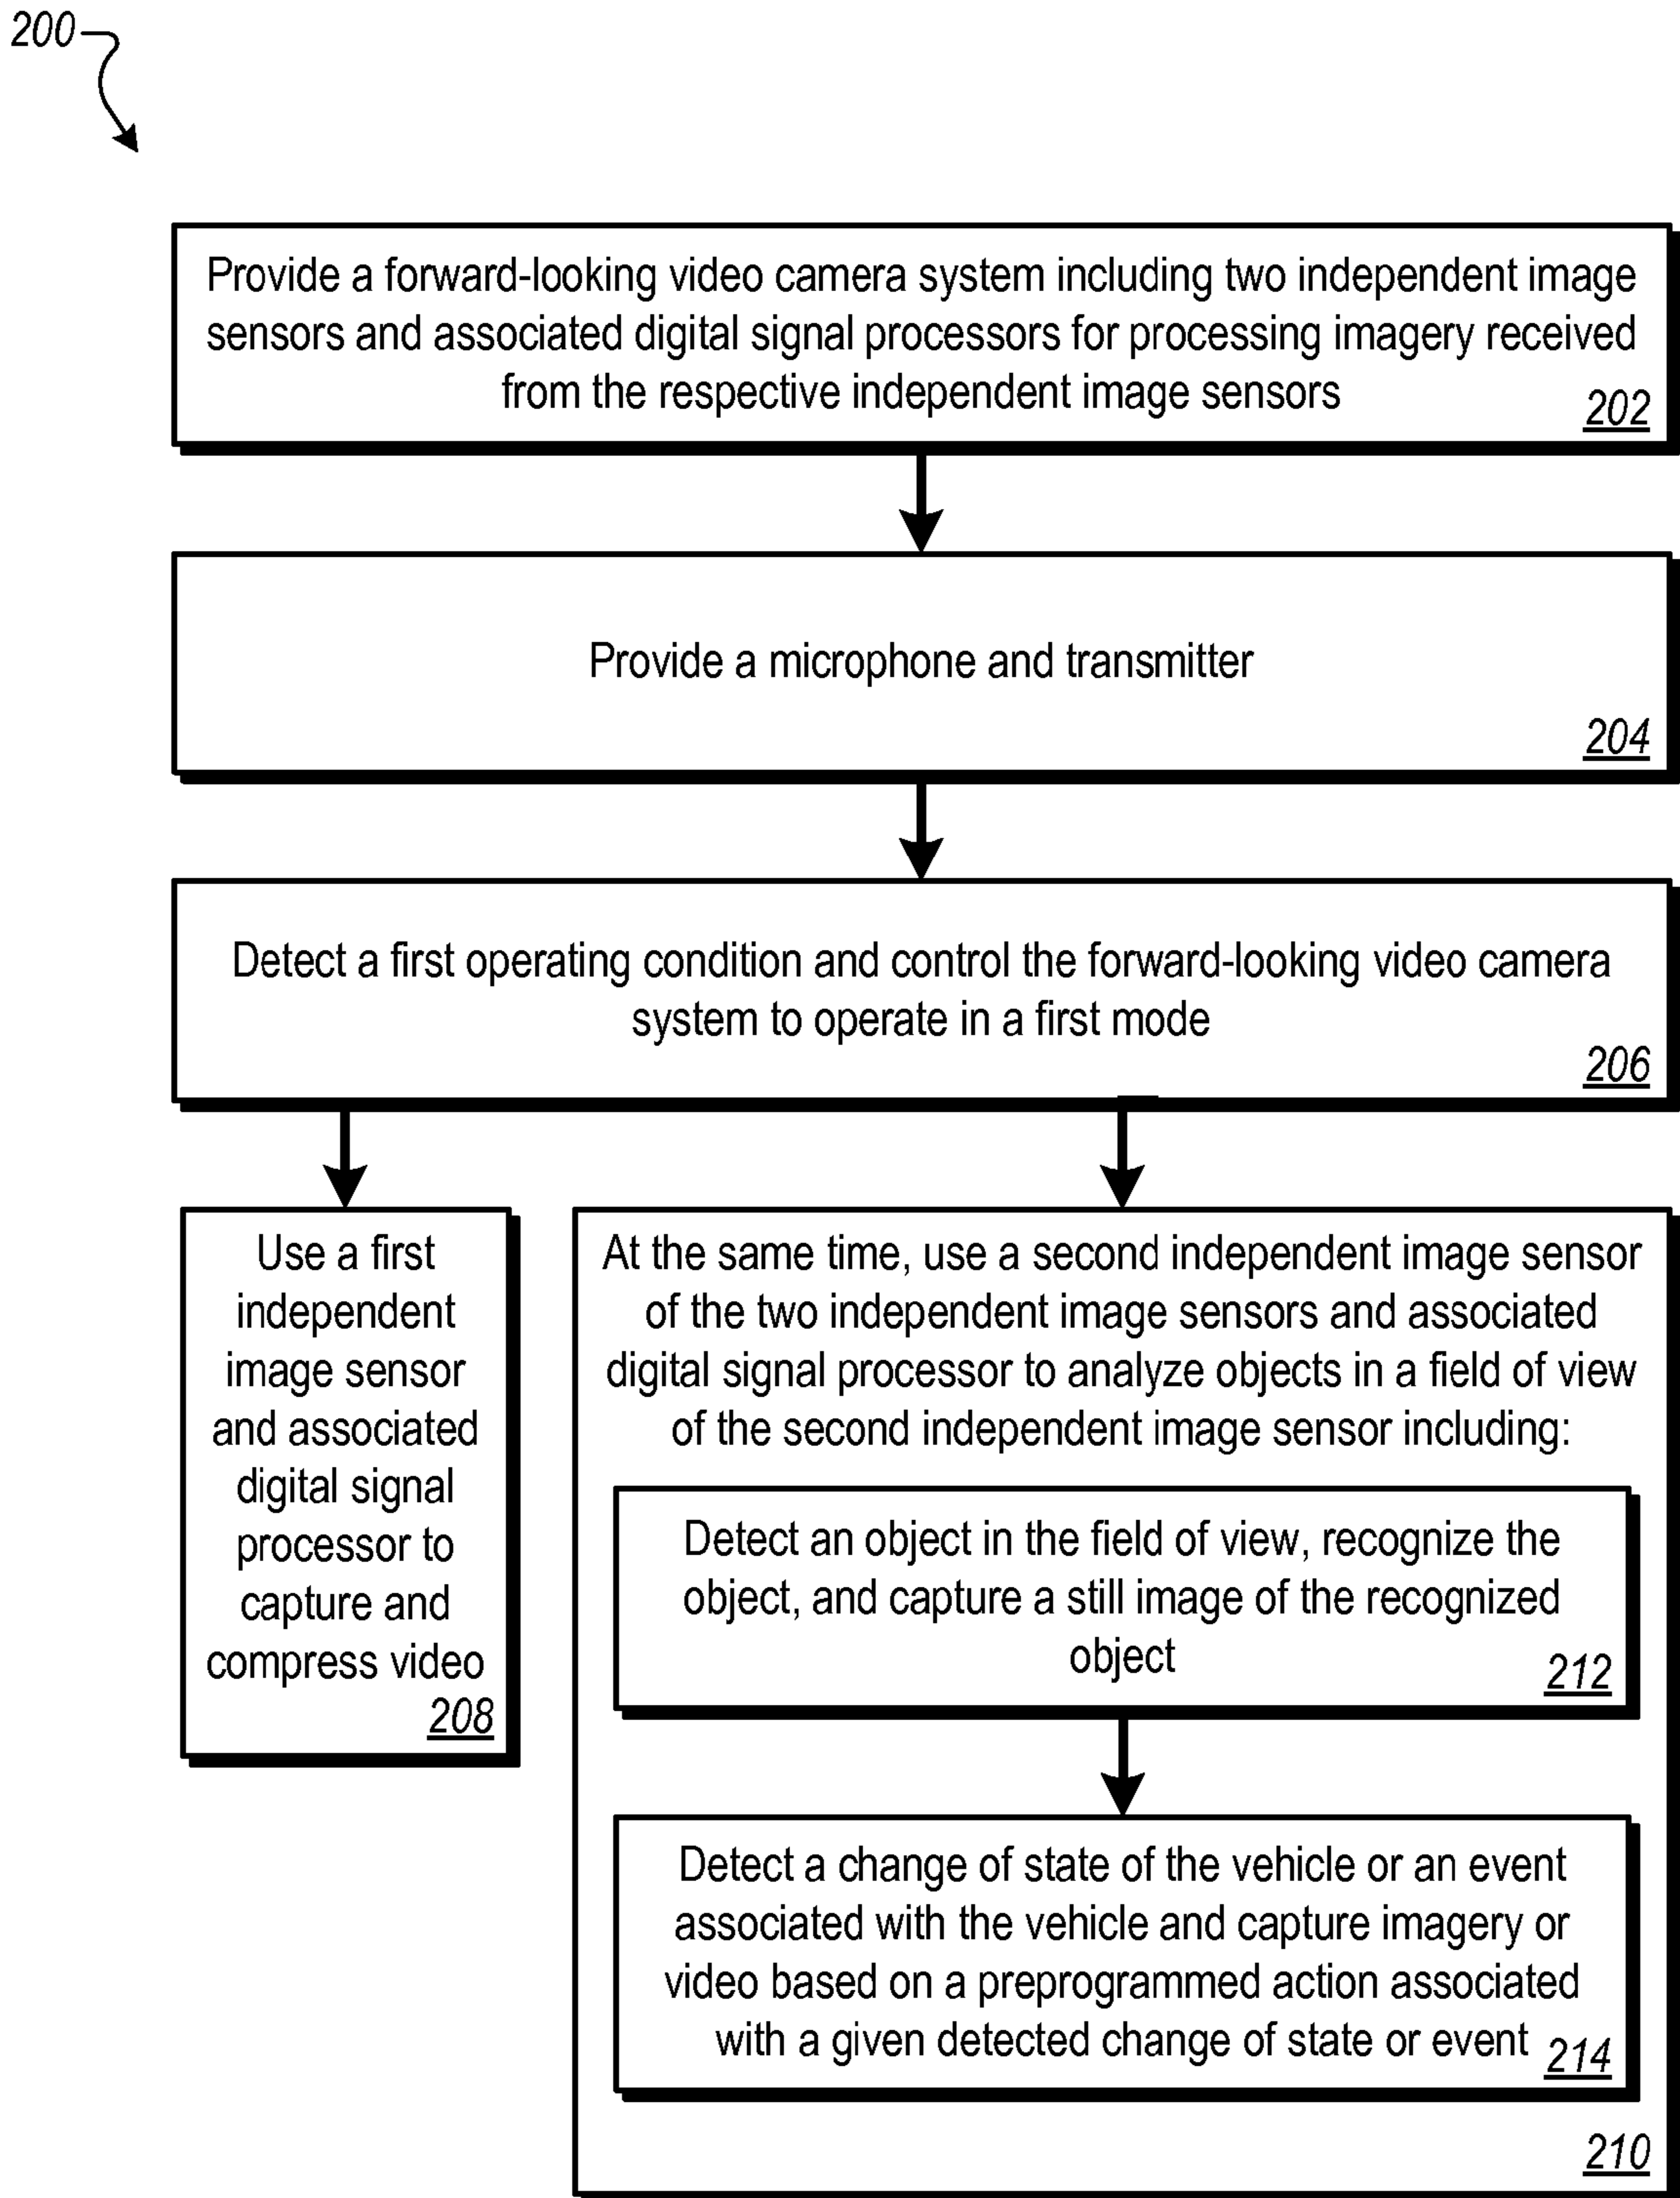 200
Provide a forward-looking video camera system including two independent image
sensors and associated digital signal processors for processing imagery received
from the respective independent image sensors
202
Provide a microphone and transmitter
204
Detect a first operating condition and control the forward-looking video camera
system to operate in a first mode
206
Use a first
independent
image sensor
and associated
digital signal
processor to
capture and
compress video
208
At the same time, use a second independent image sensor
of the two independent image sensors and associated
digital signal processor to analyze objects in a field of view
of the second independent image sensor including:
Detect an object in the field of view, recognize the
object, and capture a still image of the recognized
object
212
Detect a change of state of the vehicle or an event
associated with the vehicle and capture imagery or
video based on a preprogrammed action associated
with a given detected change of state or event
214
210